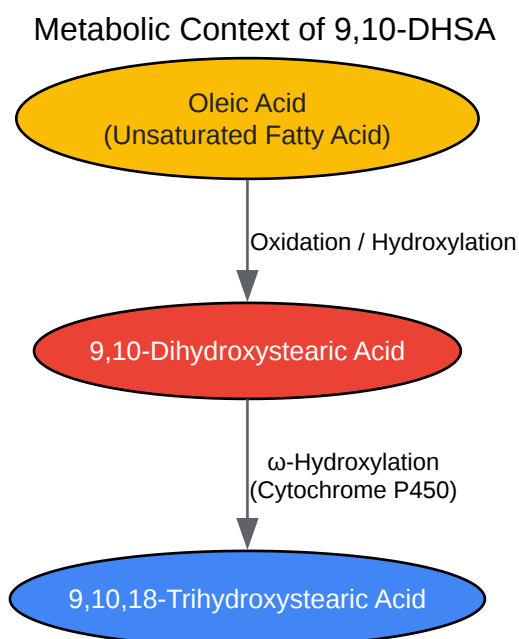 Metabolic Context of 9,10-DHSA
Oleic Acid
(Unsaturated Fatty Acid)
Oxidation / Hydroxylation
9,10-Dihydroxystearic Acid
ω-Hydroxylation
(Cytochrome P450)
9,10,18-Trihydroxystearic Acid